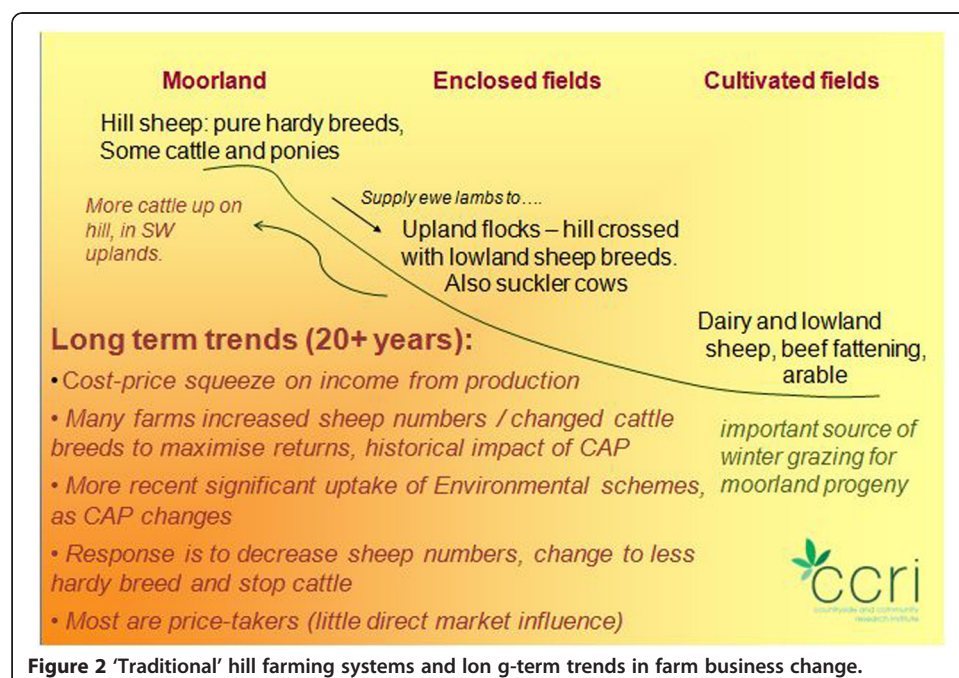 Moorland
Enclosed fields
Cultivated fields
Hill sheep: pure hardy breeds,
Some cattle and ponies
More cattle up on
hill, in SW
uplands.
Supply ewe lambs to….
Upland flocks – hill crossed
with lowland sheep breeds.
Also suckler cows
Dairy and lowland
sheep, beef fattening,
arable
important source of
winter grazing for
moorland progeny
Long term trends (20+ years):
• Cost-price squeeze on income from production
• Many farms increased sheep numbers / changed cattle
breeds to maximise returns, historical impact of CAP
• More recent significant uptake of Environmental schemes,
as CAP changes
• Response is to decrease sheep numbers, change to less
hardy breed and stop cattle
• Most are price-takers (little direct market influence)
ccri
countryside and community
research institute
Figure 2 ‘Traditional’ hill farming systems and lon g-term trends in farm business change.